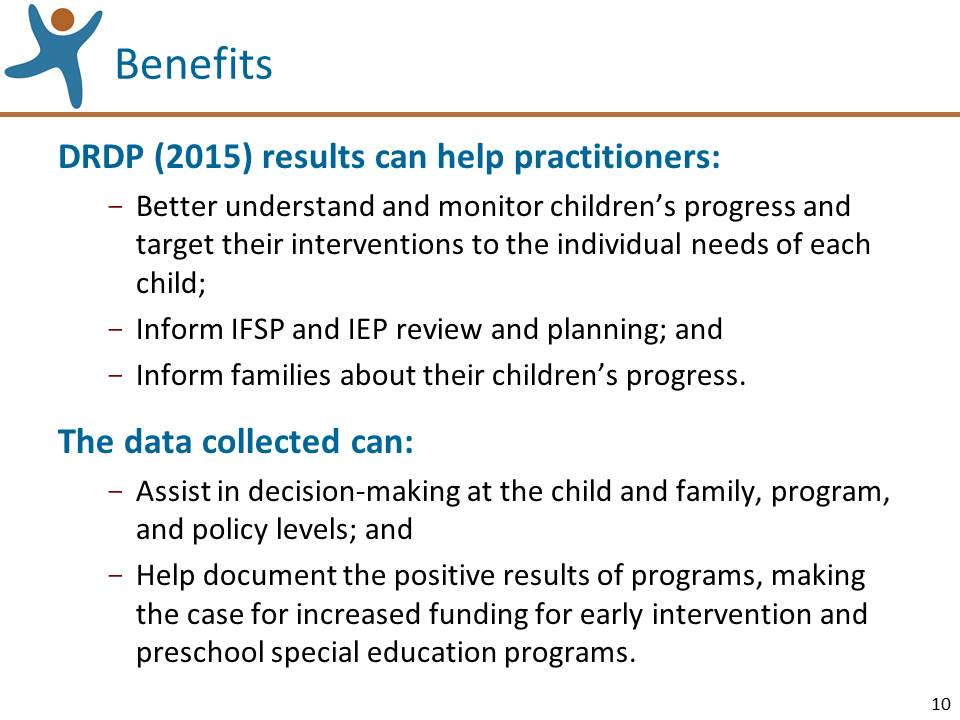 Benefits
DRDP (2015) results can help practitioners:
− Better understand and monitor children’s progress and
target their interventions to the individual needs of each
child;
− Inform IFSP and IEP review and planning; and
− Inform families about their children’s progress.
The data collected can:
− Assist in decision-making at the child and family, program,
and policy levels; and
− Help document the positive results of programs, making
the case for increased funding for early intervention and
preschool special education programs.
10